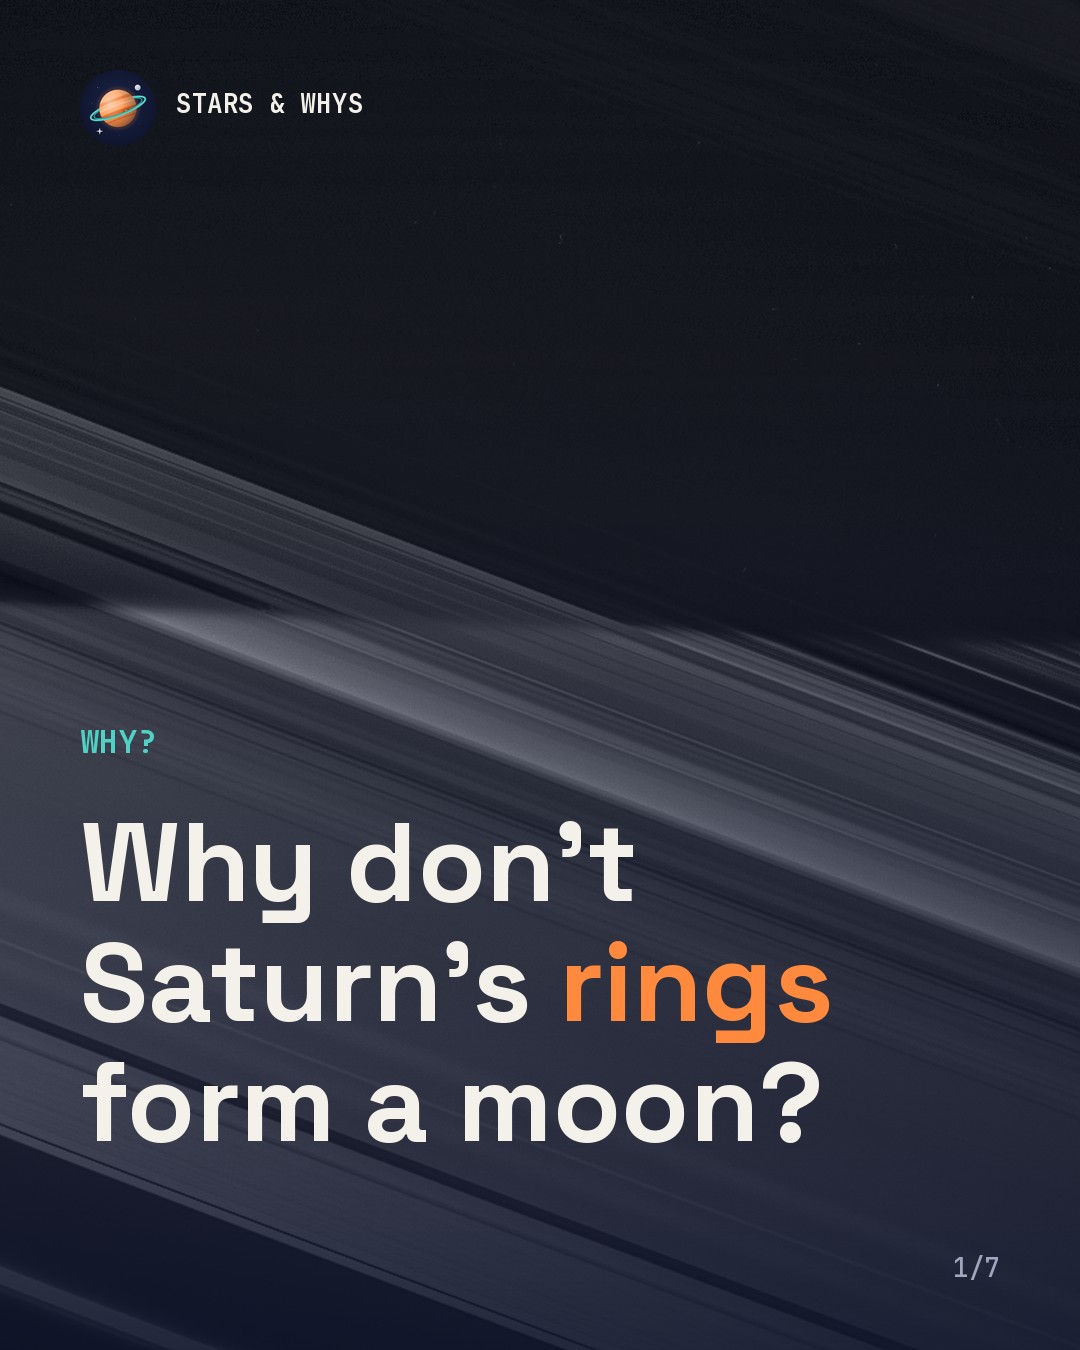 STARS & WHYS
WHY?
Why don’t
Saturn’s rings
form a moon?
1/7